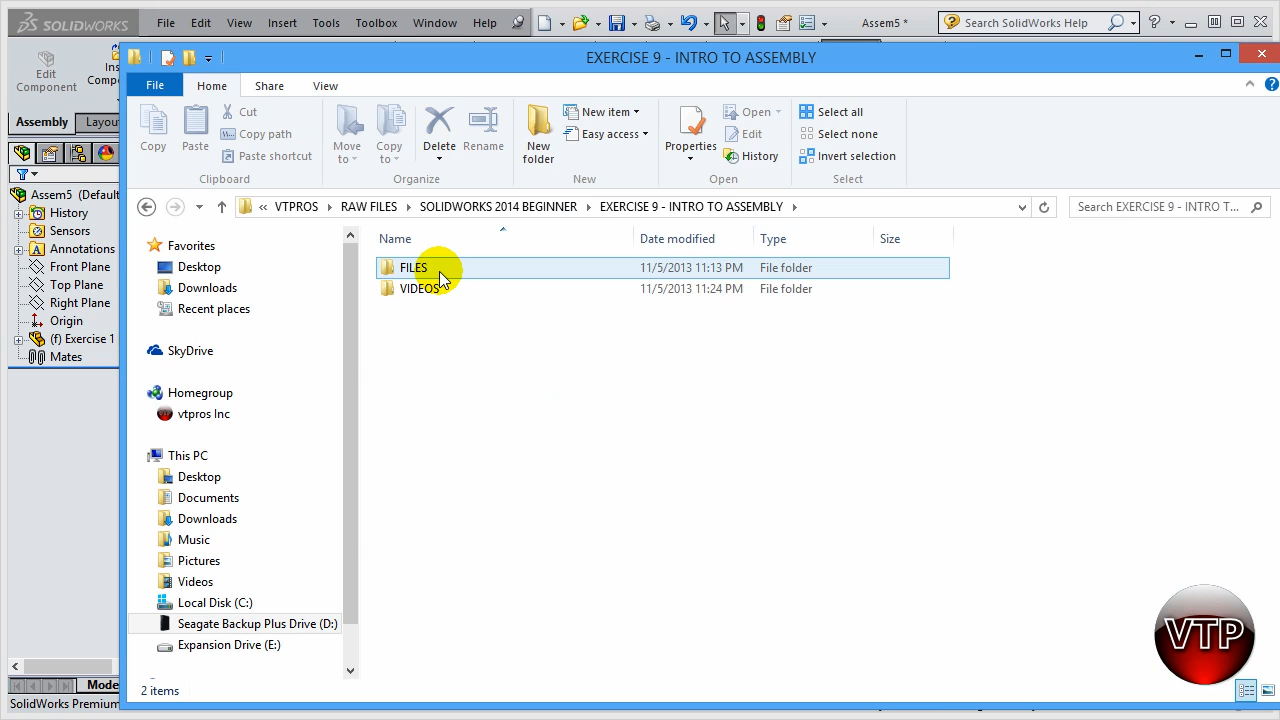 SOLIDWORKS File Edit View Insert Tools Toolbox Window Help Assem5 * Search SolidWorks Help
EXERCISE 9 - INTRO TO ASSEMBLY
Edit Component
Ins
Compo
Assembly Layou
File Home Share View
Copy Paste Cut Copy path Paste shortcut
Move to Copy to Delete Rename
New folder New item Easy access
Properties Open Edit History
Select all Select none Invert selection
Clipboard Organize New Open Select
« VTPROS RAW FILES SOLIDWORKS 2014 BEGINNER EXERCISE 9 - INTRO TO ASSEMBLY Search EXERCISE 9 - INTRO T...
Assem5 (Default
History
Sensors
Annotations
Front Plane
Top Plane
Right Plane
Origin
(f) Exercise 1
Mates
Favorites
Desktop
Downloads
Recent places
SkyDrive
Homegroup
vtpros Inc
This PC
Desktop
Documents
Downloads
Music
Pictures
Videos
Local Disk (C:)
Seagate Backup Plus Drive (D:)
Expansion Drive (E:)
Name Date modified Type Size
FILES 11/5/2013 11:13 PM File folder
VIDEOS 11/5/2013 11:24 PM File folder
VTP
Mode
2 items
SolidWorks Premium